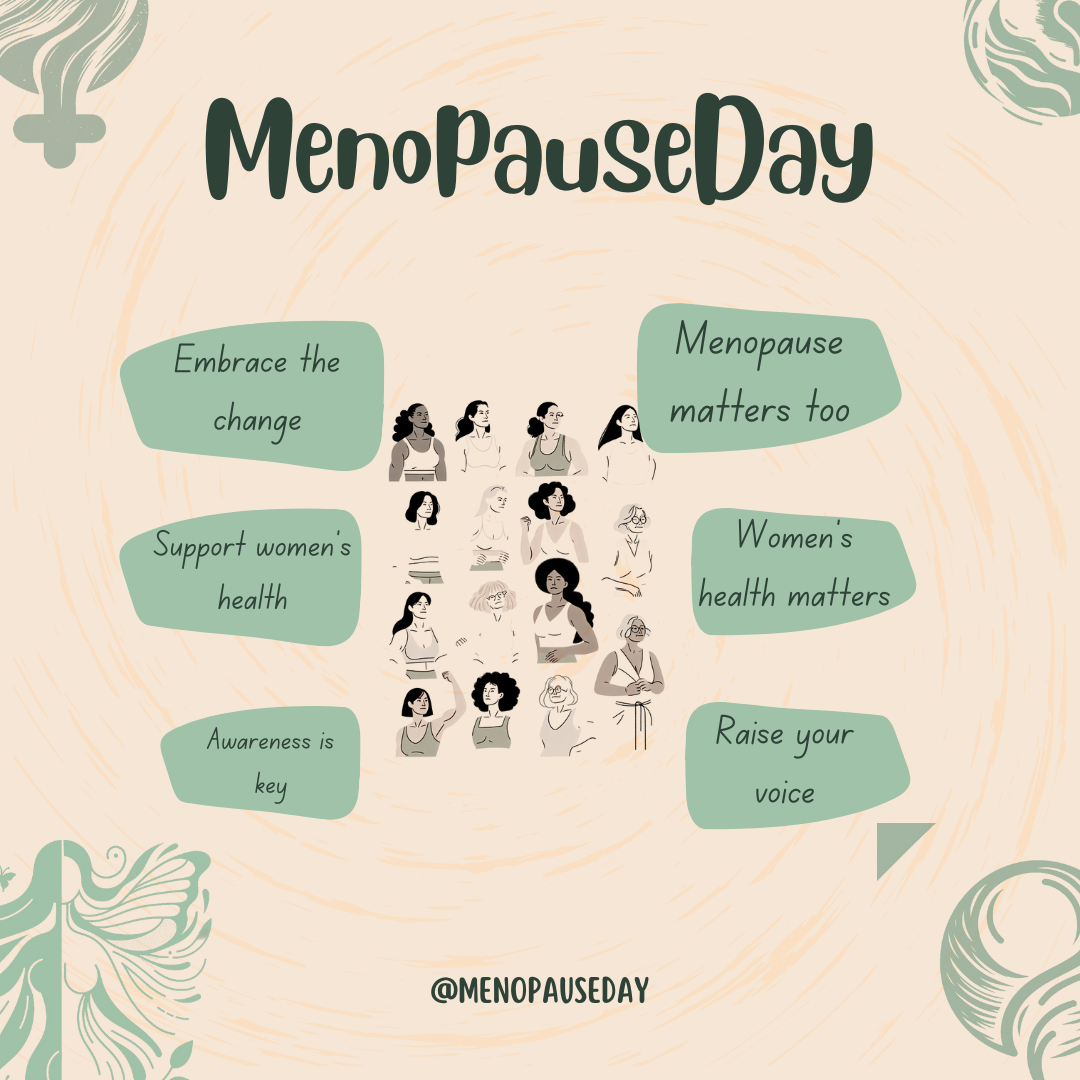 MenoPauseDay
Embrace the
change
Menopause
matters too
Support women's
health
Women's
health matters
Awareness is
key
Raise your
voice
@MENOPAUSEDAY